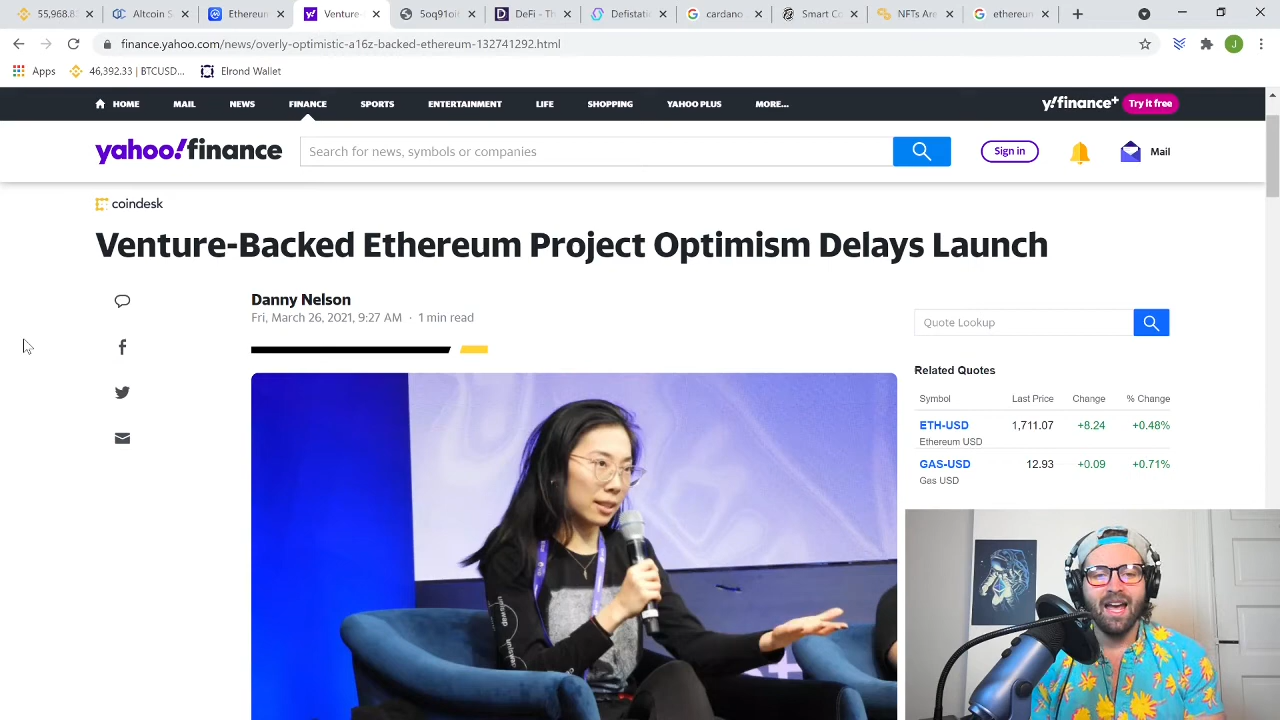 55,968.8
Altcoin S
Ethereun
Venture-
5oq91oit
DeFi - Th
Defistati
cardano
Smart Co
NFTs Are
ethereum
finance.yahoo.com/news/overly-optimistic-a16z-backed-ethereum-132741292.html
J
Apps
46,392.33 | BTCUSD...
Elrond Wallet
HOME MAIL NEWS FINANCE SPORTS ENTERTAINMENT LIFE SHOPPING YAHOO PLUS MORE...
y!finance+ Try it free
yahoo!finance
Search for news, symbols or companies
Sign in
Mail
coindesk
Venture-Backed Ethereum Project Optimism Delays Launch
Danny Nelson
Fri, March 26, 2021, 9:27 AM · 1 min read
Quote Lookup
Related Quotes
Symbol Last Price Change % Change
ETH-USD 1,711.07 +8.24 +0.48%
Ethereum USD
GAS-USD 12.93 +0.09 +0.71%
Gas USD
uniswap